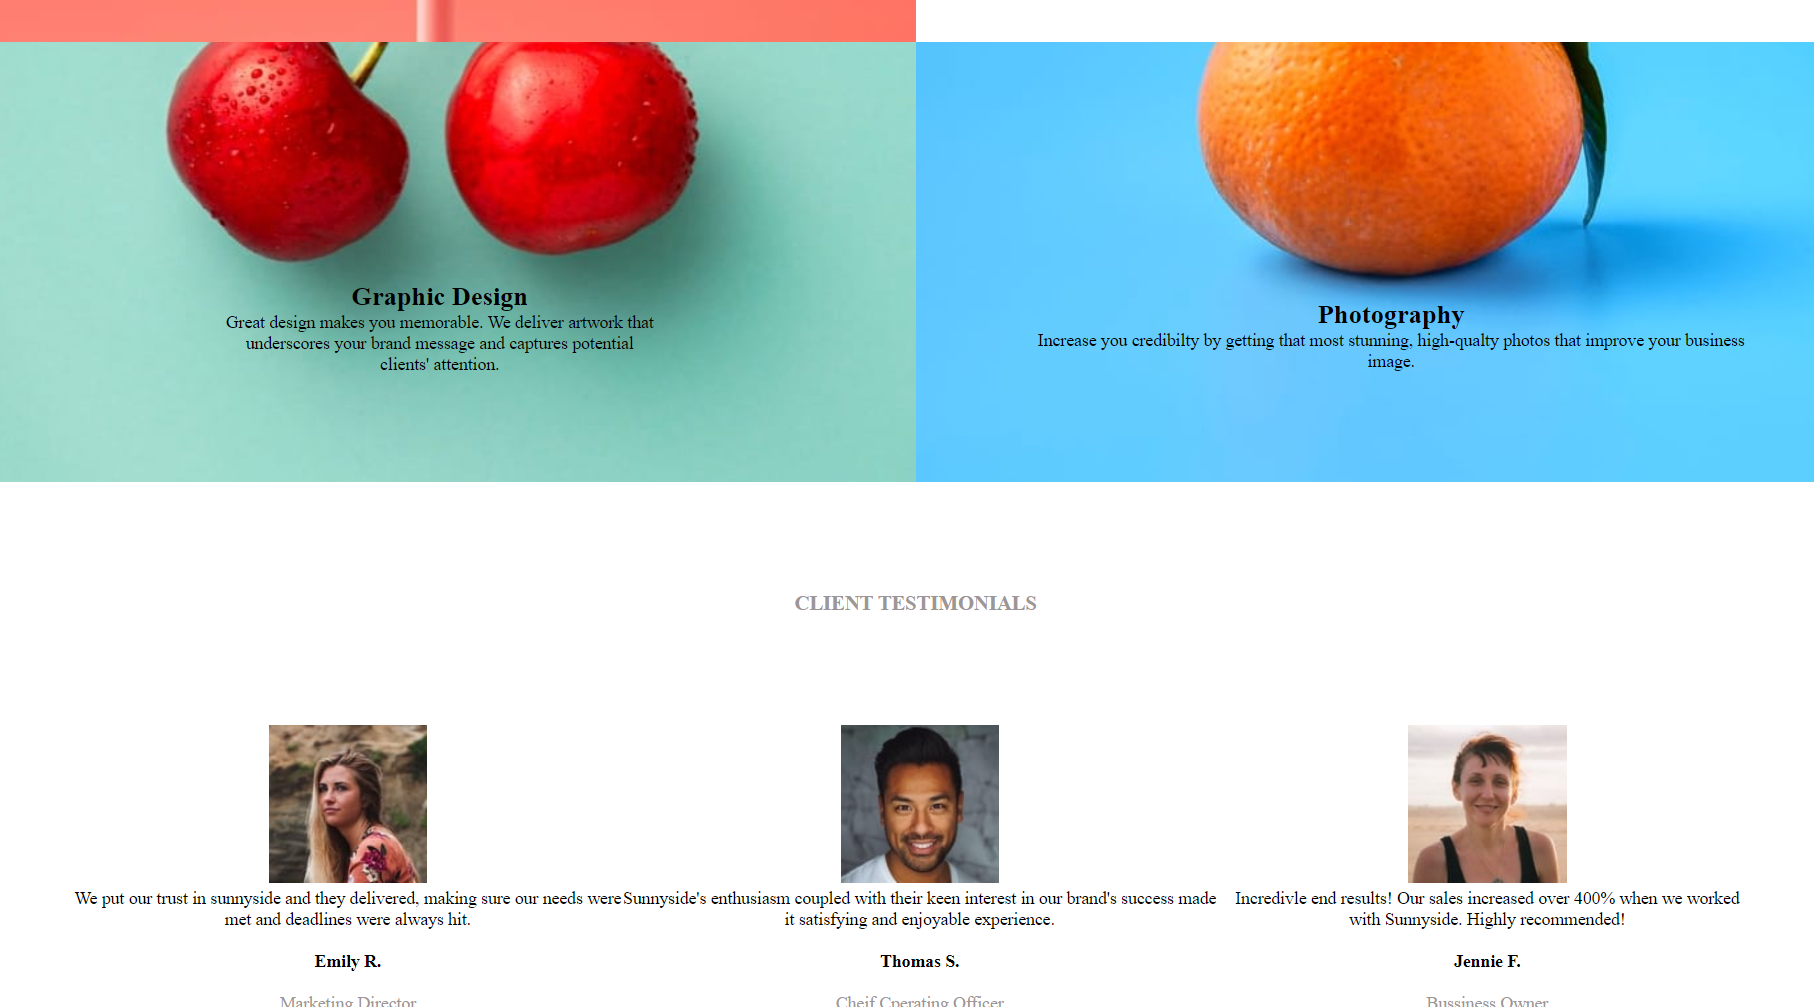 Graphic Design
Great design makes you memorable. We deliver artwork that
underscores your brand message and captures potential
clients' attention.
Photography
Increase you credibilty by getting that most stunning, high-qualty photos that improve your business
image.
CLIENT TESTIMONIALS
We put our trust in sunnyside and they delivered, making sure our needs were
met and deadlines were always hit.
Emily R.
Marketing Director
Sunnyside's enthusiasm coupled with their keen interest in our brand's success made
it satisfying and enjoyable experience.
Thomas S.
Cheif Cperating Officer
Incredivle end results! Our sales increased over 400% when we worked
with Sunnyside. Highly recommended!
Jennie F.
Bussiness Owner